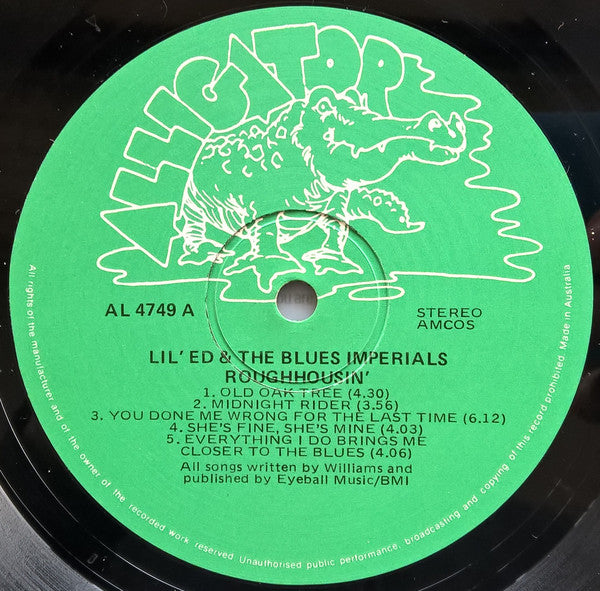 ALLIGATOR
AL 4749 A
STEREO
AMCOS
LIL' ED & THE BLUES IMPERIALS
ROUGHHOUSIN'
1. OLD OAK TREE (4.30)
2. MIDNIGHT RIDER (3.56)
3. YOU DONE ME WRONG FOR THE LAST TIME (6.12)
4. SHE'S FINE, SHE'S MINE (4.03)
5. EVERYTHING I DO BRINGS ME
CLOSER TO THE BLUES (4.06)
All songs written by Williams and
published by Eyeball Music/BMI
All rights of the manufacturer and of the owner of the recorded work reserved. Unauthorised public performance, broadcasting and copying of this record prohibited. Made in Australia